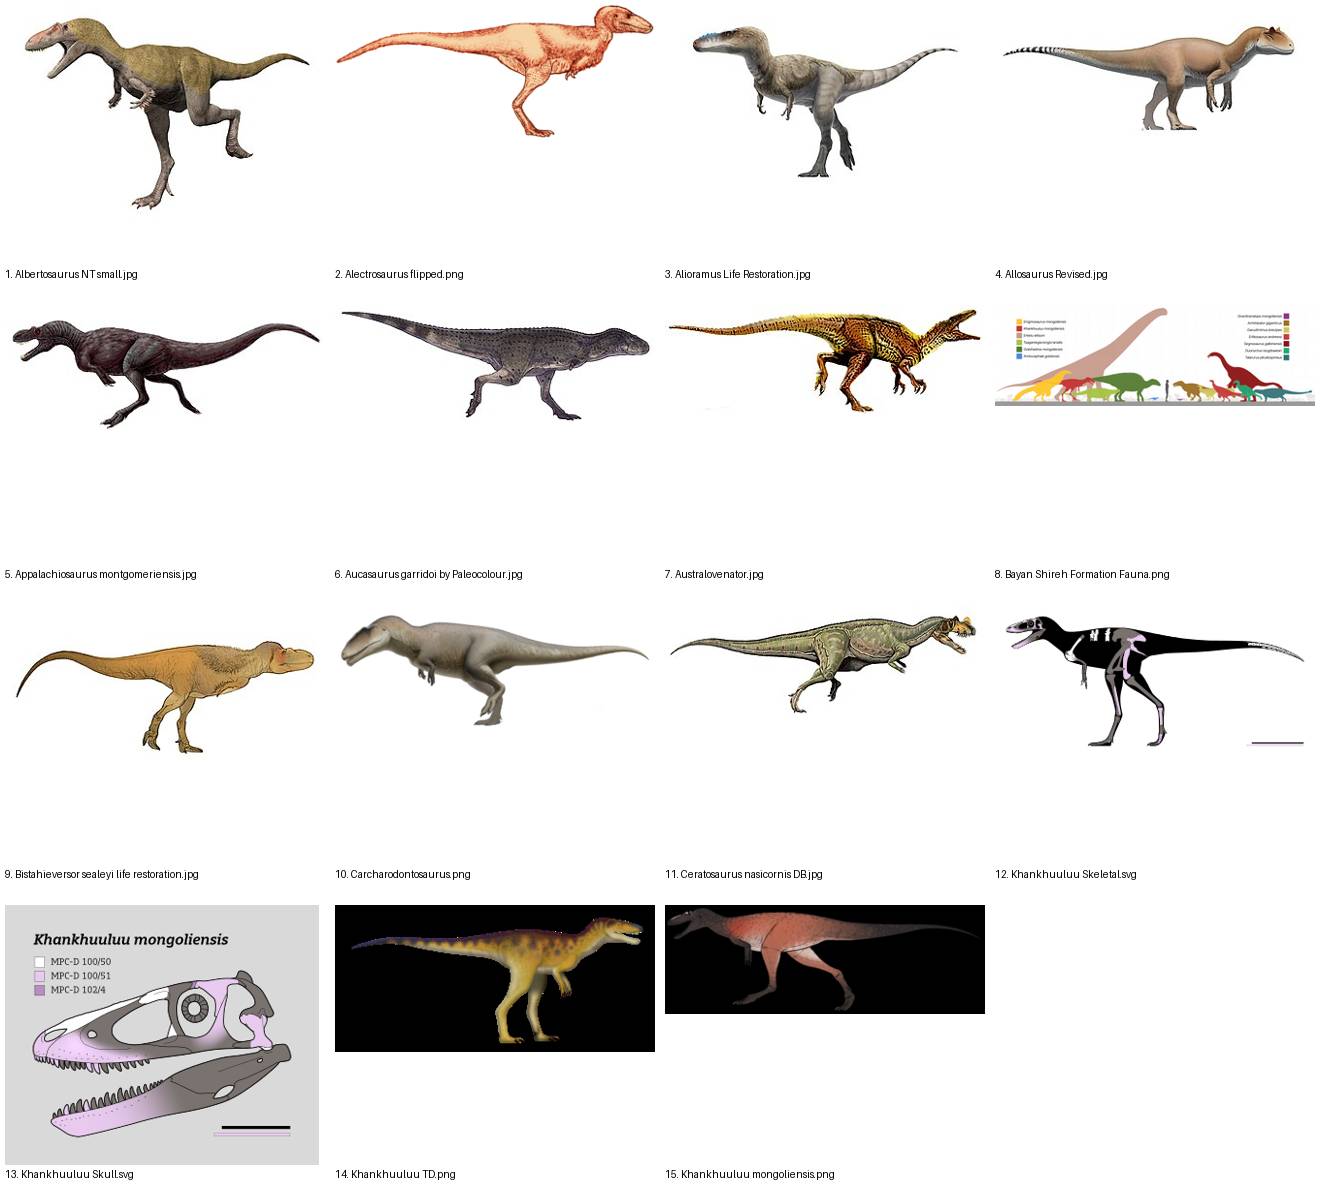 1. Albertosaurus NT small.jpg
2. Alectrosaurus flipped.png
3. Alioramus Life Restoration.jpg
4. Allosaurus Revised.jpg
5. Appalachiosaurus montgomeriensis.jpg
6. Aucasaurus garridoi by Paleocolour.jpg
7. Australovenator.jpg
8. Bayan Shireh Formation Fauna.png
9. Bistahieversor sealeyi life restoration.jpg
10. Carcharodontosaurus.png
11. Ceratosaurus nasicornis DB.jpg
12. Khankhuuluu Skeletal.svg
Khankhuuluu mongoliensis
MPC-D 100/50
MPC-D 100/51
MPC-D 102/4
13. Khankhuuluu Skull.svg
14. Khankhuuluu TD.png
15. Khankhuuluu mongoliensis.png